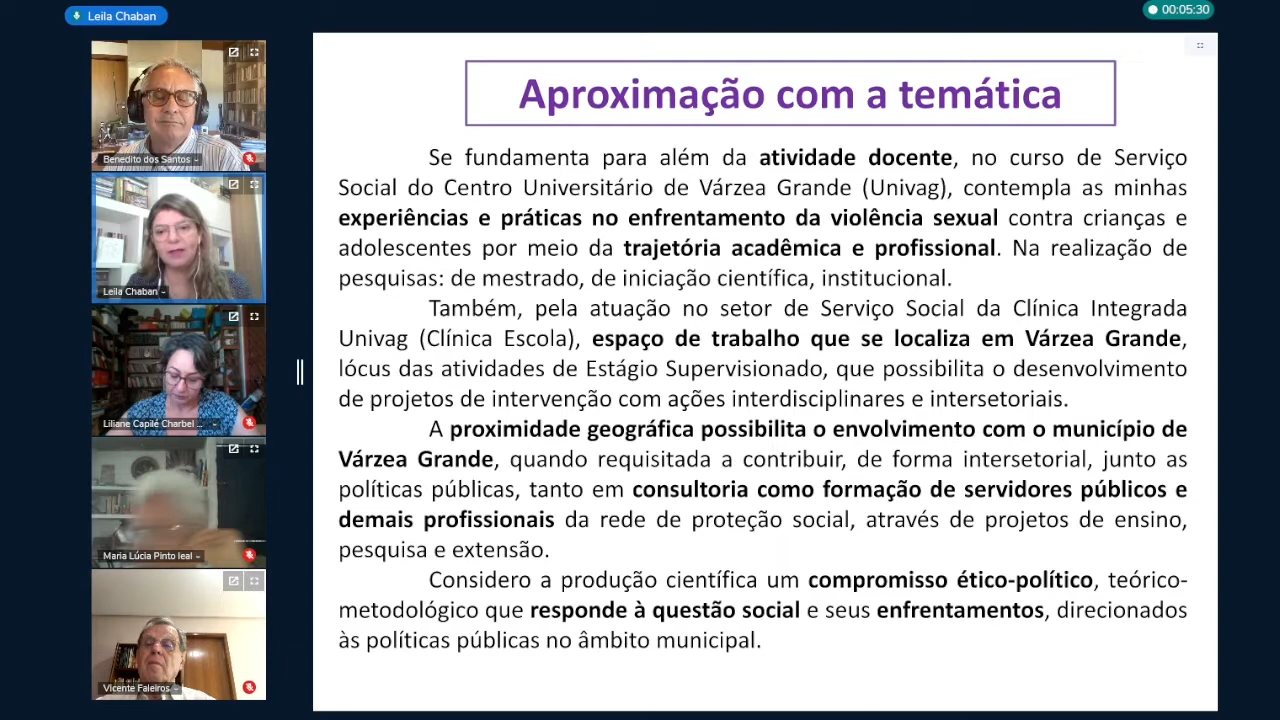 Leila Chaban
00:05:30
Benedito dos Santos
Leila Chaban
Liliane Capilé Charbel ...
Maria Lúcia Pinto leal
Vicente Faleiros
Aproximação com a temática
Se fundamenta para além da atividade docente, no curso de Serviço
Social do Centro Universitário de Várzea Grande (Univag), contempla as minhas
experiências e práticas no enfrentamento da violência sexual contra crianças e
adolescentes por meio da trajetória acadêmica e profissional. Na realização de
pesquisas: de mestrado, de iniciação científica, institucional.
Também, pela atuação no setor de Serviço Social da Clínica Integrada
Univag (Clínica Escola), espaço de trabalho que se localiza em Várzea Grande,
lócus das atividades de Estágio Supervisionado, que possibilita o desenvolvimento
de projetos de intervenção com ações interdisciplinares e intersetoriais.
A proximidade geográfica possibilita o envolvimento com o município de
Várzea Grande, quando requisitada a contribuir, de forma intersetorial, junto as
políticas públicas, tanto em consultoria como formação de servidores públicos e
demais profissionais da rede de proteção social, através de projetos de ensino,
pesquisa e extensão.
Considero a produção científica um compromisso ético-político, teórico-
metodológico que responde à questão social e seus enfrentamentos, direcionados
às políticas públicas no âmbito municipal.